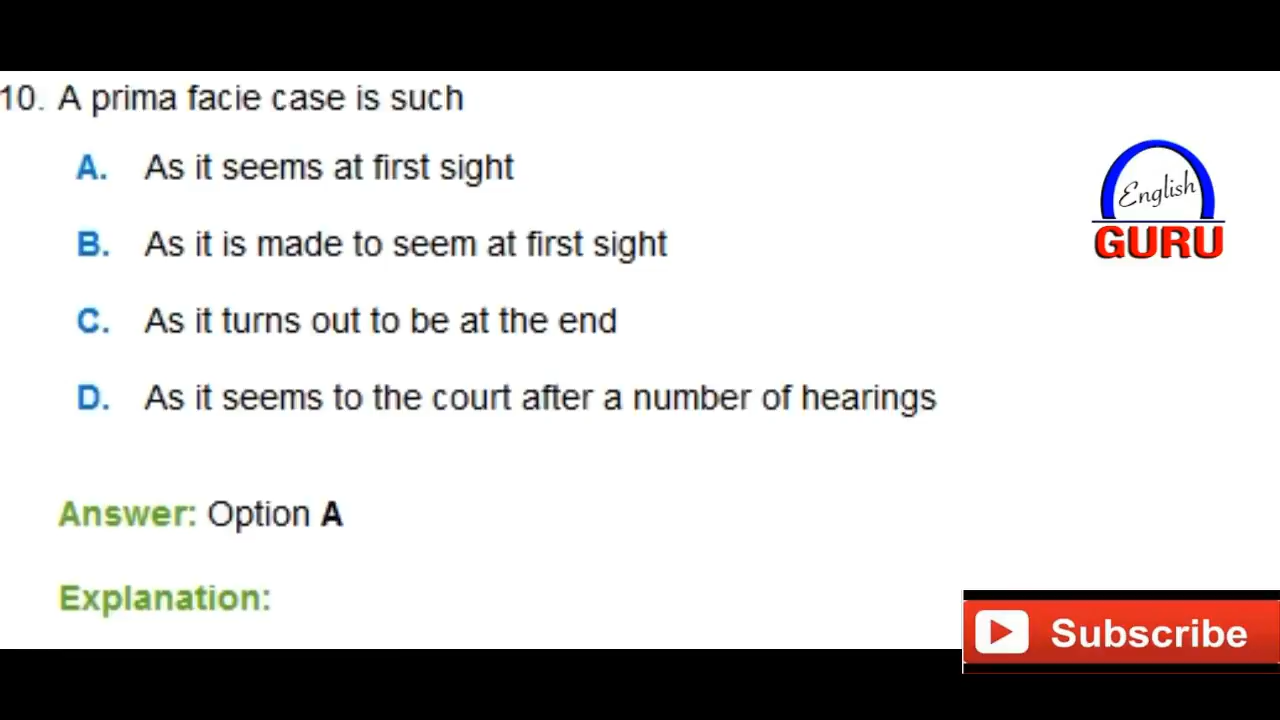 10. A prima facie case is such
A. As it seems at first sight
B. As it is made to seem at first sight
C. As it turns out to be at the end
D. As it seems to the court after a number of hearings
English
GURU
Answer: Option A
Explanation:
Subscribe